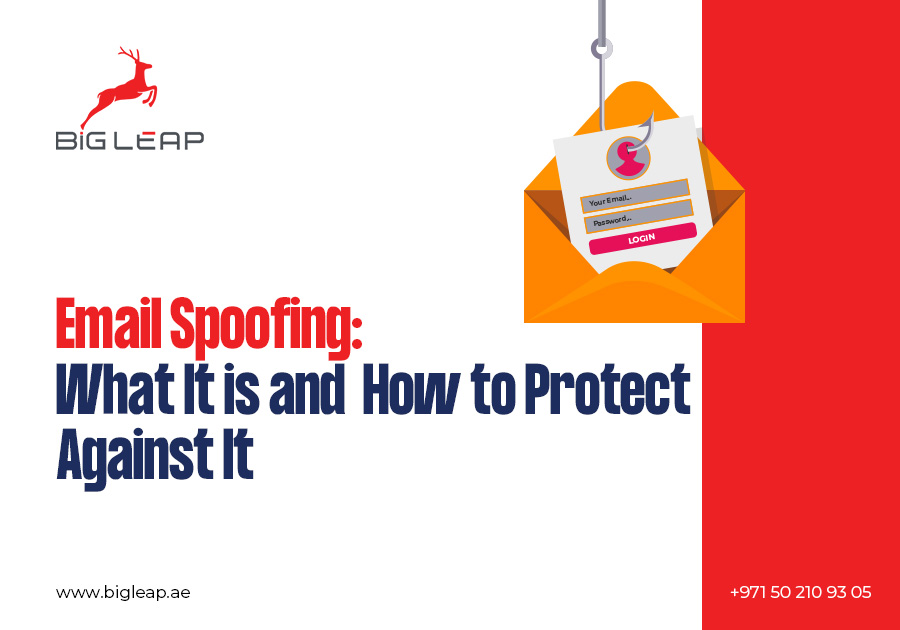 BiG LEAP
Your Email...
Password...
LOGIN
Email Spoofing:
What It is and How to Protect
Against It
www.bigleap.ae
+971 50 210 93 05